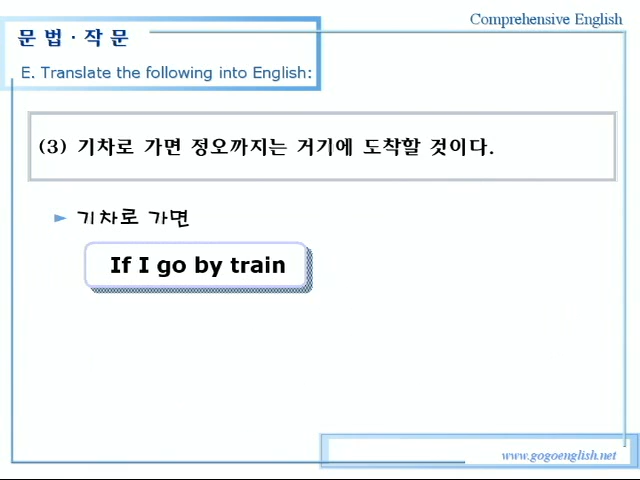 Comprehensive English
문법·작문
E. Translate the following into English:
(3) 기차로 가면 정오까지는 거기에 도착할 것이다.
► 기차로 가면
If I go by train
www.gogoenglish.net